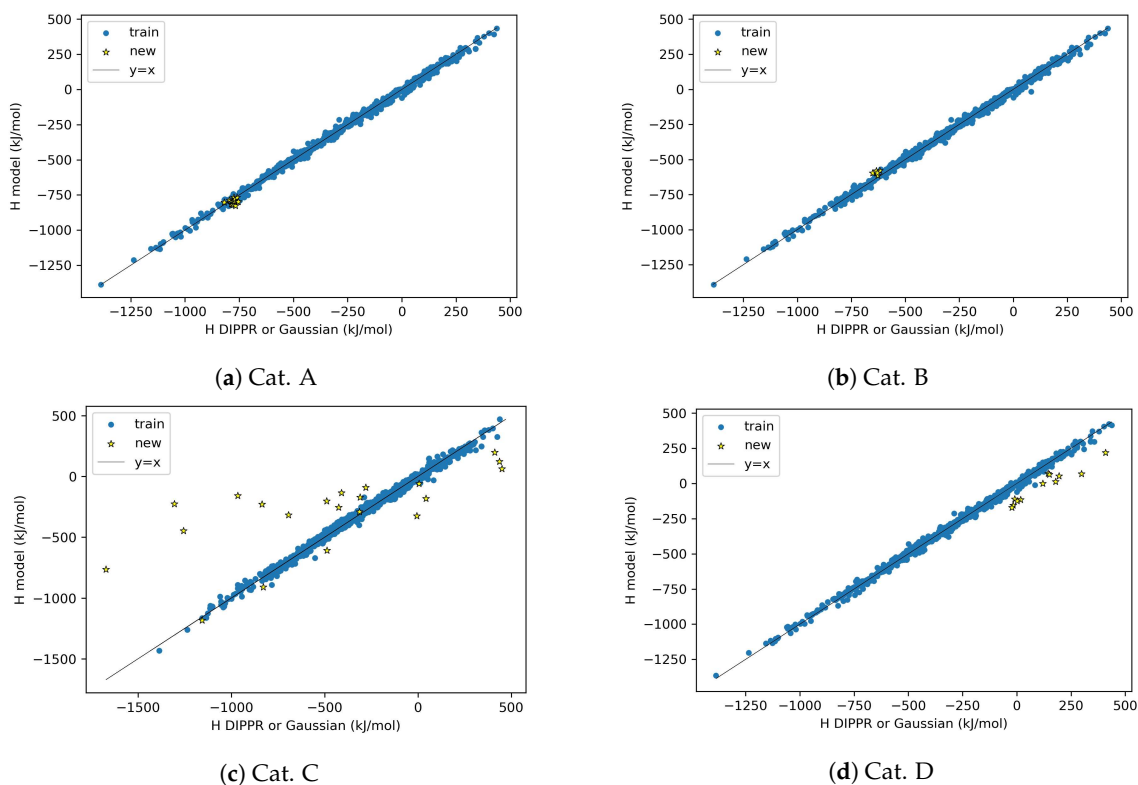 500
250
0
−250
−500
−750
−1000
−1250
H model (kJ/mol)
train
new
y=x
−1250 −1000 −750 −500 −250 0 250 500
H DIPPR or Gaussian (kJ/mol)
(a) Cat. A
500
250
0
−250
−500
−750
−1000
−1250
H model (kJ/mol)
train
new
y=x
−1250 −1000 −750 −500 −250 0 250 500
H DIPPR or Gaussian (kJ/mol)
(b) Cat. B
500
0
−500
−1000
−1500
H model (kJ/mol)
train
new
y=x
−1500 −1000 −500 0 500
H DIPPR or Gaussian (kJ/mol)
(c) Cat. C
500
250
0
−250
−500
−750
−1000
−1250
H model (kJ/mol)
train
new
y=x
−1250 −1000 −750 −500 −250 0 250 500
H DIPPR or Gaussian (kJ/mol)
(d) Cat. D